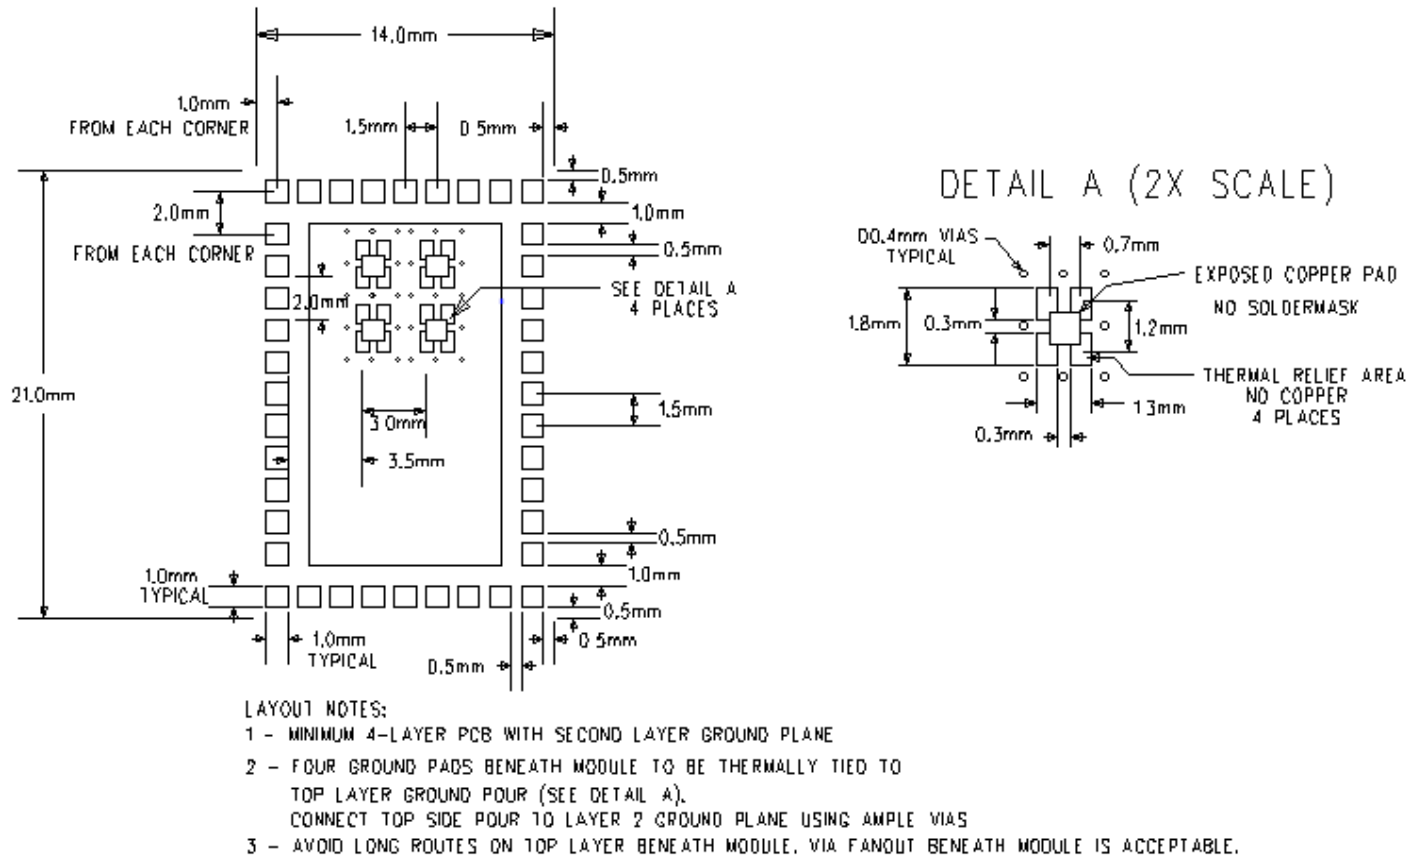 14.0mm
1.0mm
FROM EACH CORNER
1.5mm
0.5mm
0.5mm
2.0mm
1.0mm
FROM EACH CORNER
0.5mm
2.0mm
SEE DETAIL A
4 PLACES
21.0mm
1.5mm
3.0mm
3.5mm
0.5mm
1.0mm
TYPICAL
1.0mm
0.5mm
0.5mm
1.0mm
TYPICAL
0.5mm
DETAIL A (2X SCALE)
D0.4mm VIAS
TYPICAL
0.7mm
EXPOSED COPPER PAD
NO SOLDERMASK
1.8mm
0.3mm
1.2mm
THERMAL RELIEF AREA
NO COPPER
4 PLACES
1.3mm
0.3mm
LAYOUT NOTES:
1 - MINIMUM 4-LAYER PCB WITH SECOND LAYER GROUND PLANE
2 - FOUR GROUND PADS BENEATH MODULE TO BE THERMALLY TIED TO
TOP LAYER GROUND POUR (SEE DETAIL A).
CONNECT TOP SIDE POUR TO LAYER 2 GROUND PLANE USING AMPLE VIAS
3 - AVOID LONG ROUTES ON TOP LAYER BENEATH MODULE. VIA FANOUT BENEATH MODULE IS ACCEPTABLE.